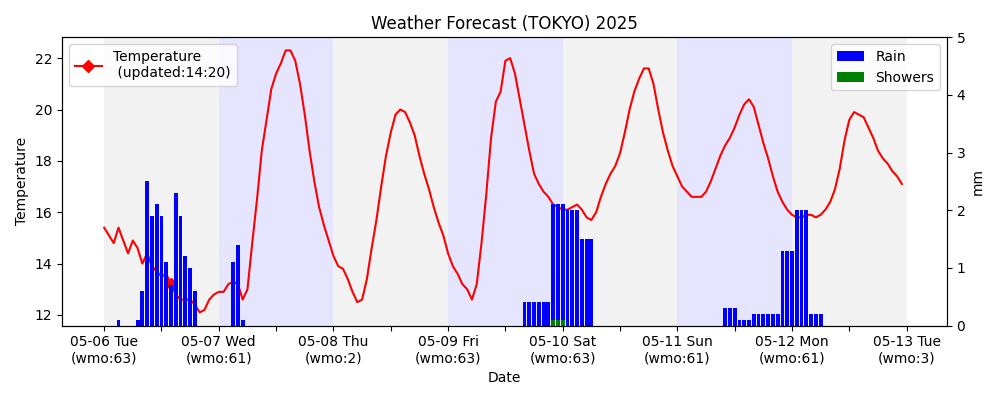 Weather Forecast (TOKYO) 2025
Temperature
(updated:14:20)
Rain
Showers
22
20
18
16
14
12
Temperature
5
4
3
2
1
0
mm
05-06 Tue
(wmo:63)
05-07 Wed
(wmo:61)
05-08 Thu
(wmo:2)
05-09 Fri
(wmo:63)
05-10 Sat
(wmo:63)
05-11 Sun
(wmo:61)
05-12 Mon
(wmo:61)
05-13 Tue
(wmo:3)
Date